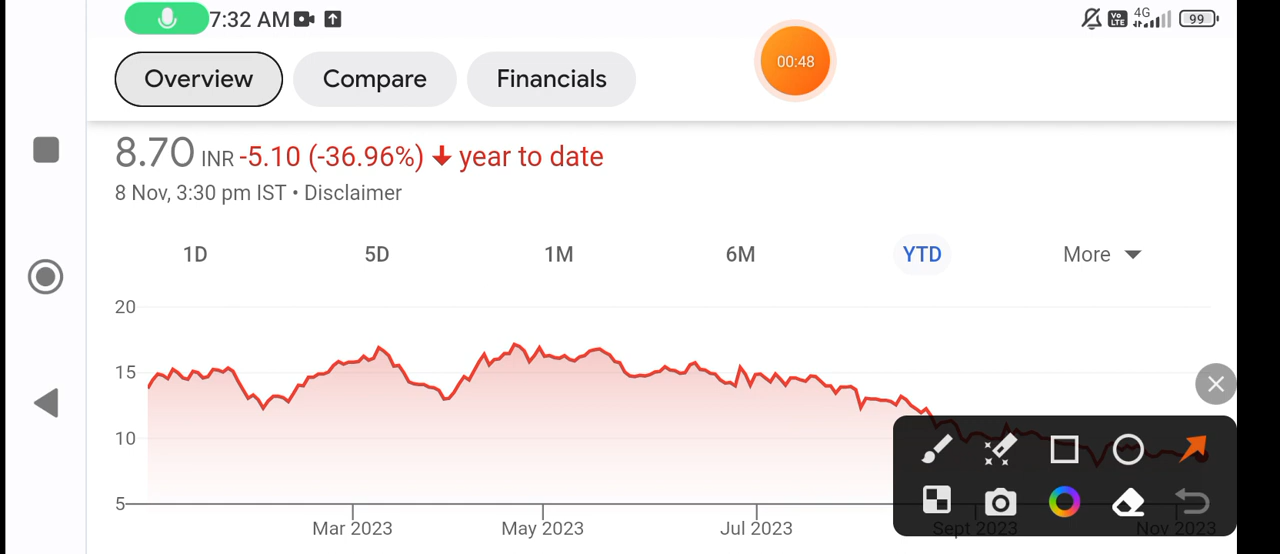 7:32 AM
Vo LTE 4G 99
00:48
Overview Compare Financials
8.70 INR -5.10 (-36.96%) year to date
8 Nov, 3:30 pm IST • Disclaimer
1D 5D 1M 6M YTD More
20
15
10
5
Mar 2023 May 2023 Jul 2023 Sept 2023 Nov 2023